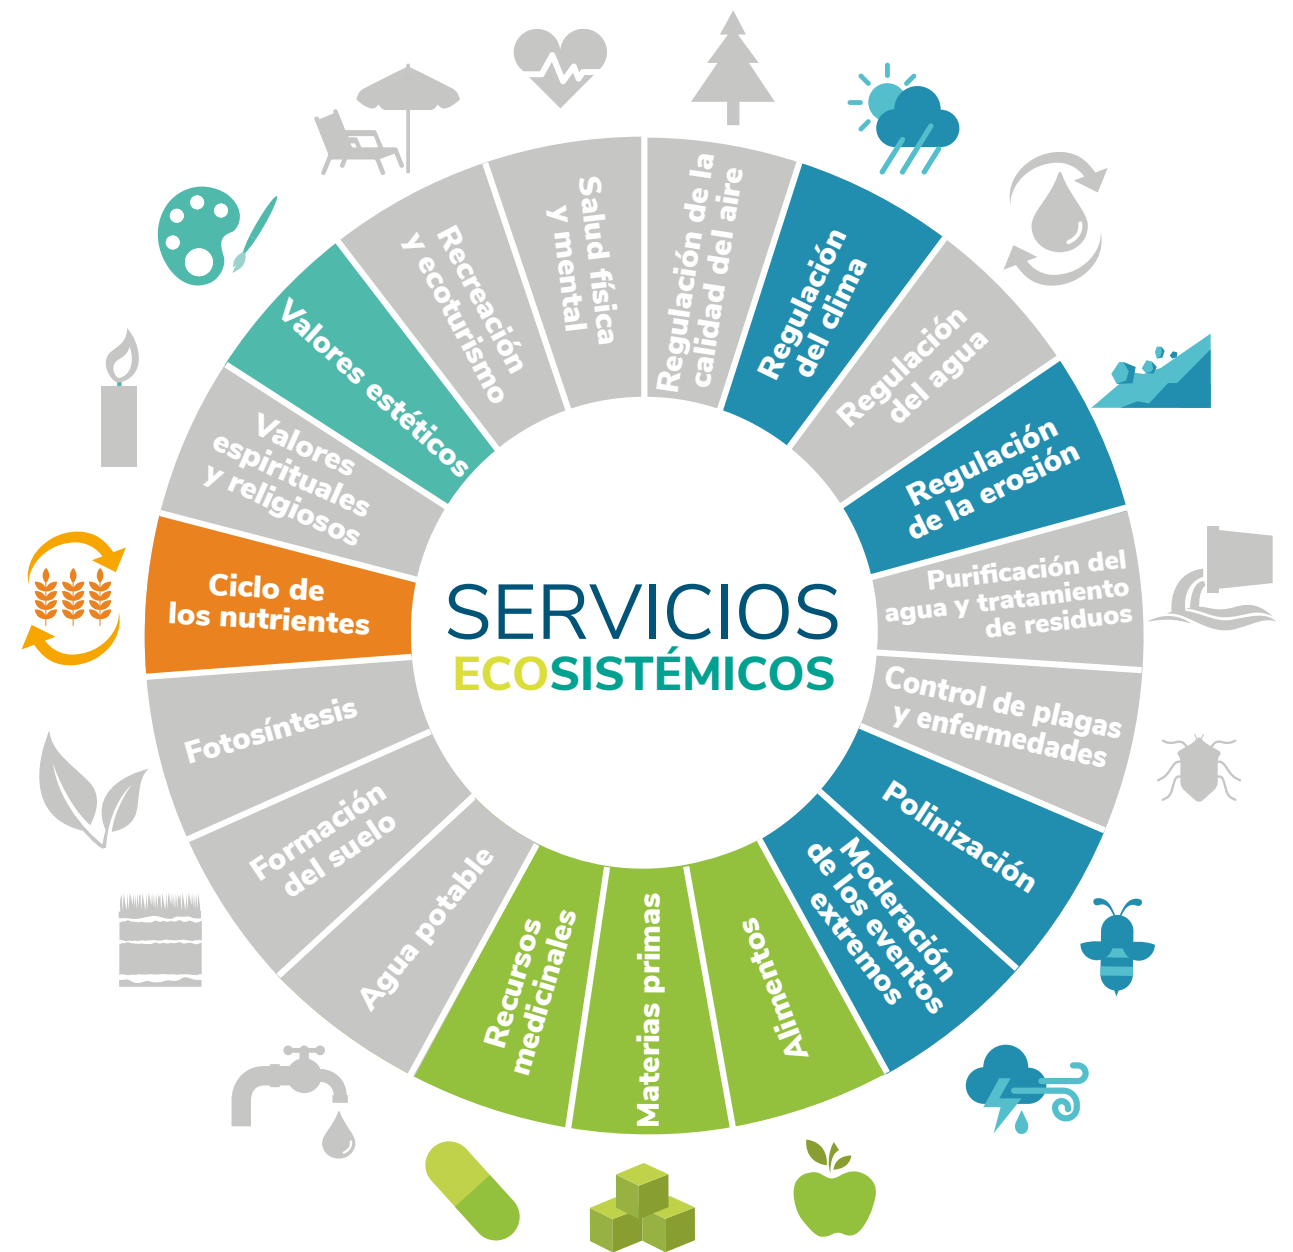 SERVICIOS
ECOSISTÉMICOS
Regulación de la
calidad del aire
Regulación
del clima
Regulación
del agua
Regulación
de la erosión
Purificación del
agua y tratamiento
de residuos
Control de plagas
y enfermedades
Polinización
Moderación
de los eventos
extremos
Alimentos
Materias primas
Recursos
medicinales
Agua potable
Formación
del suelo
Fotosíntesis
Ciclo de
los nutrientes
Valores
espirituales
y religiosos
Valores estéticos
Recreación
y ecoturismo
Salud física
y mental